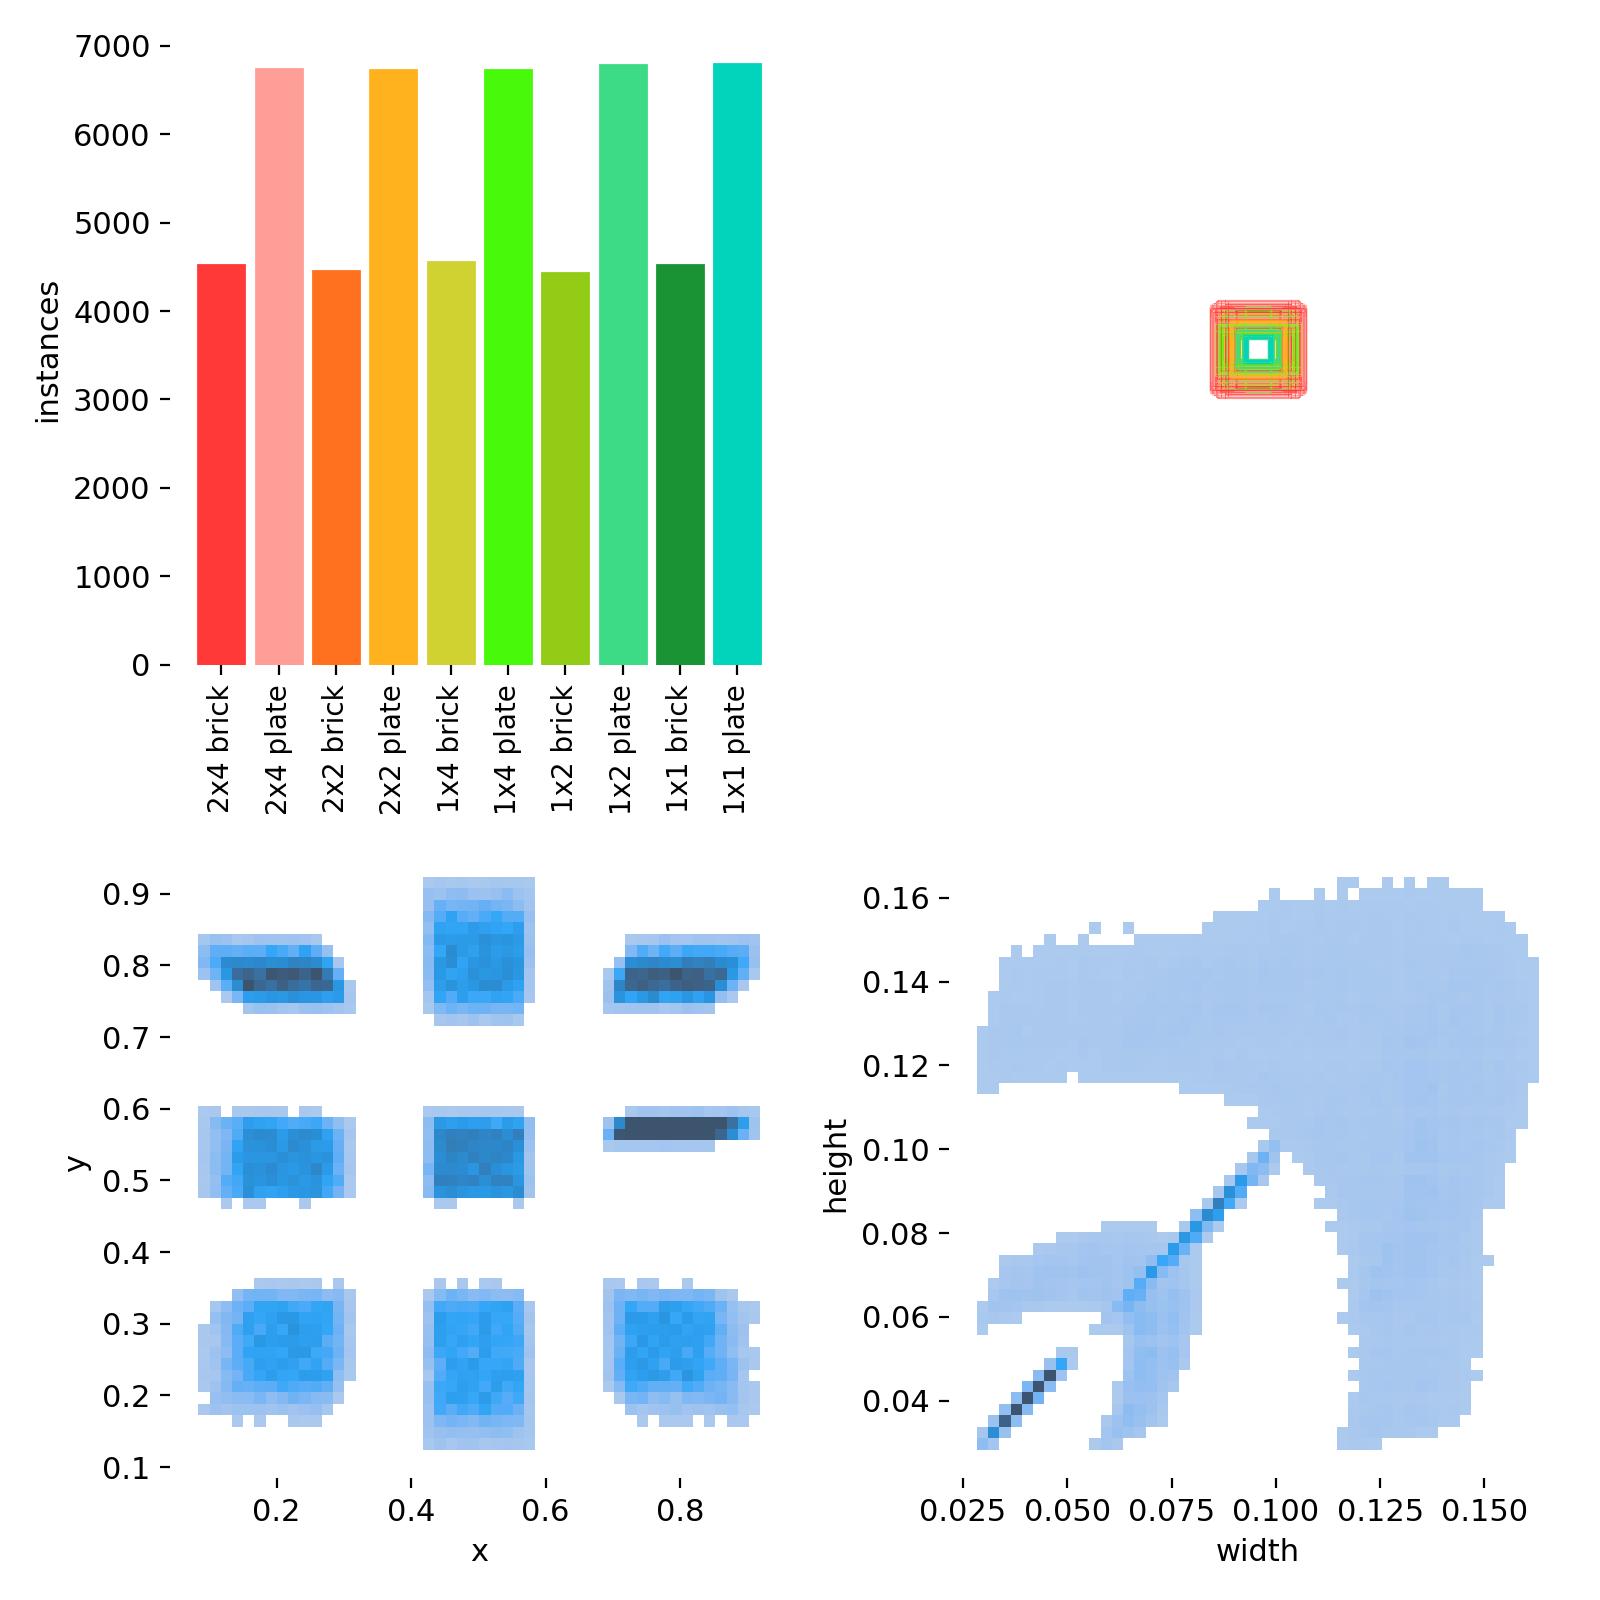 7000
6000
5000
4000
3000
2000
1000
0
instances
2x4 brick
2x4 plate
2x2 brick
2x2 plate
1x4 brick
1x4 plate
1x2 brick
1x2 plate
1x1 brick
1x1 plate
0.9
0.8
0.7
0.6
0.5
0.4
0.3
0.2
0.1
y
0.2 0.4 0.6 0.8
x
0.16
0.14
0.12
0.10
0.08
0.06
0.04
height
0.025 0.050 0.075 0.100 0.125 0.150
width